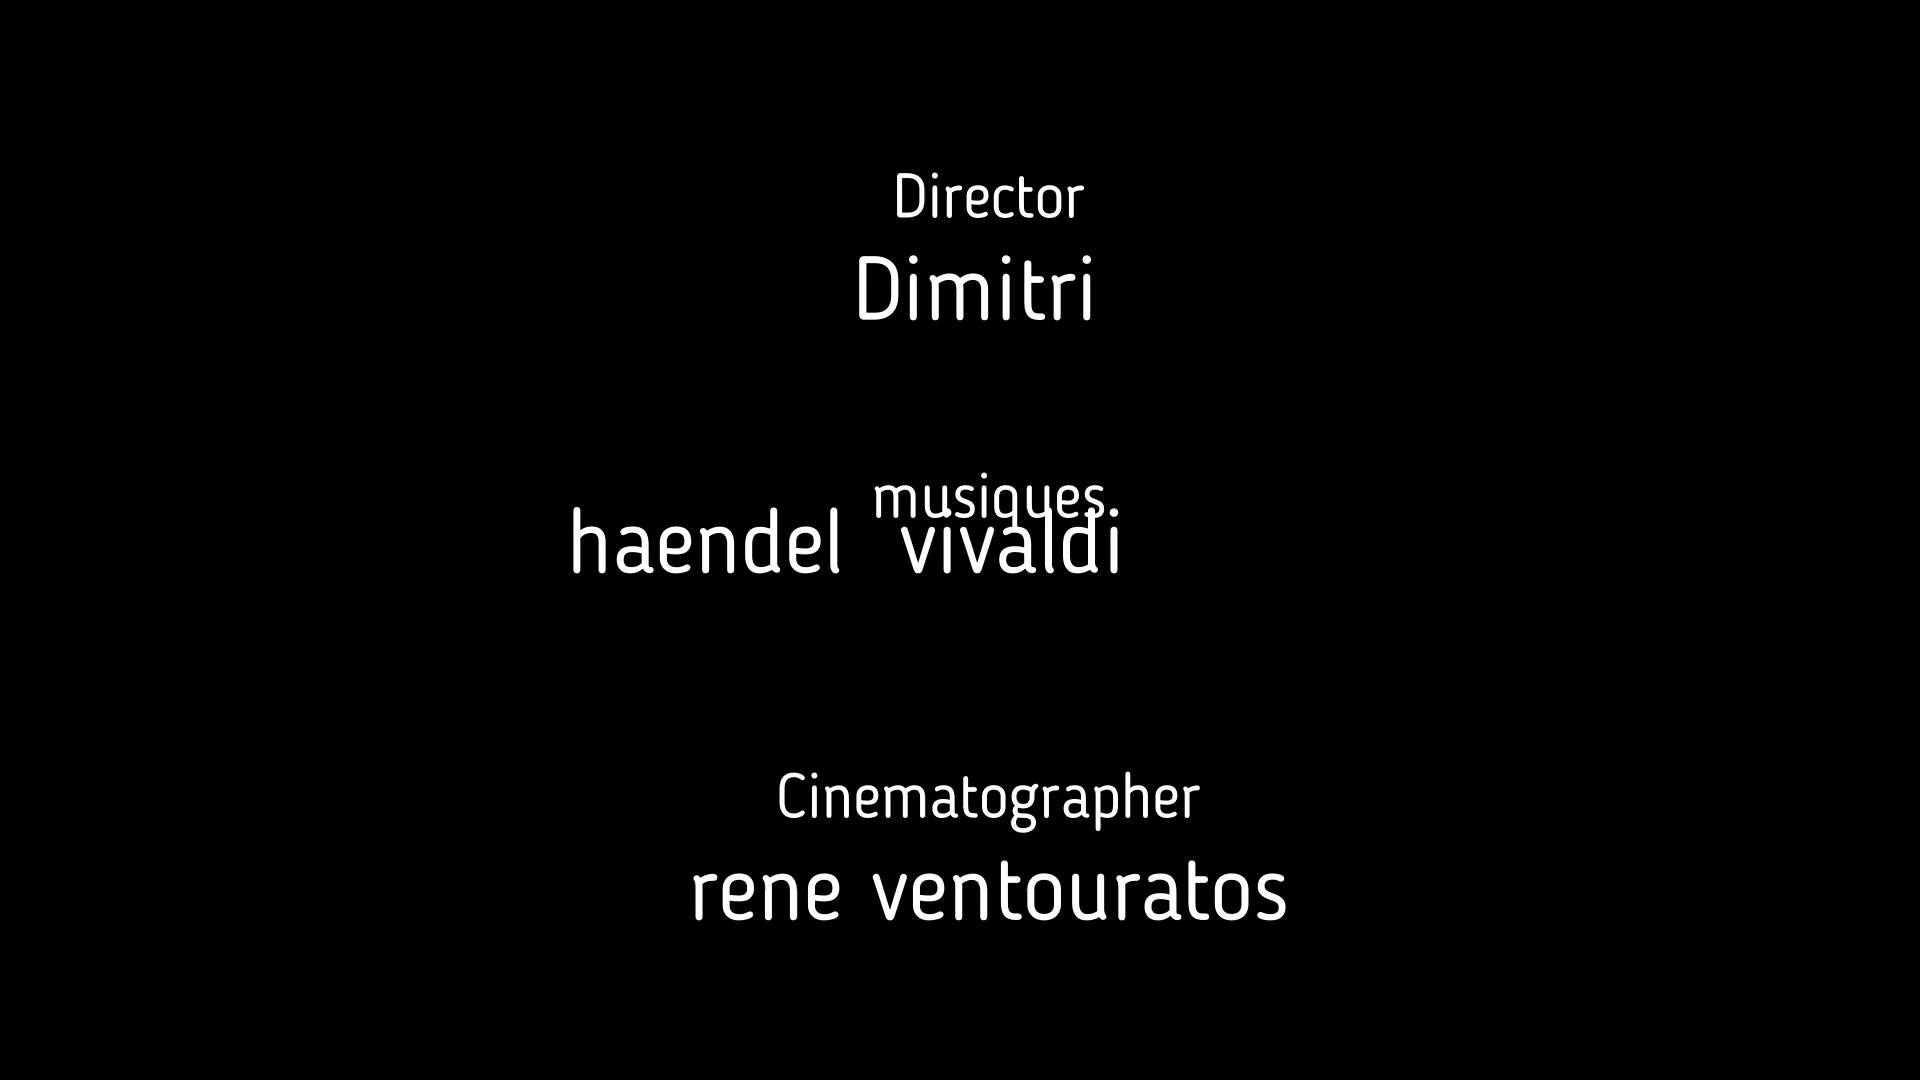 Director
Dimitri
musiques
haendel vivaldi
Cinematographer
rene ventouratos